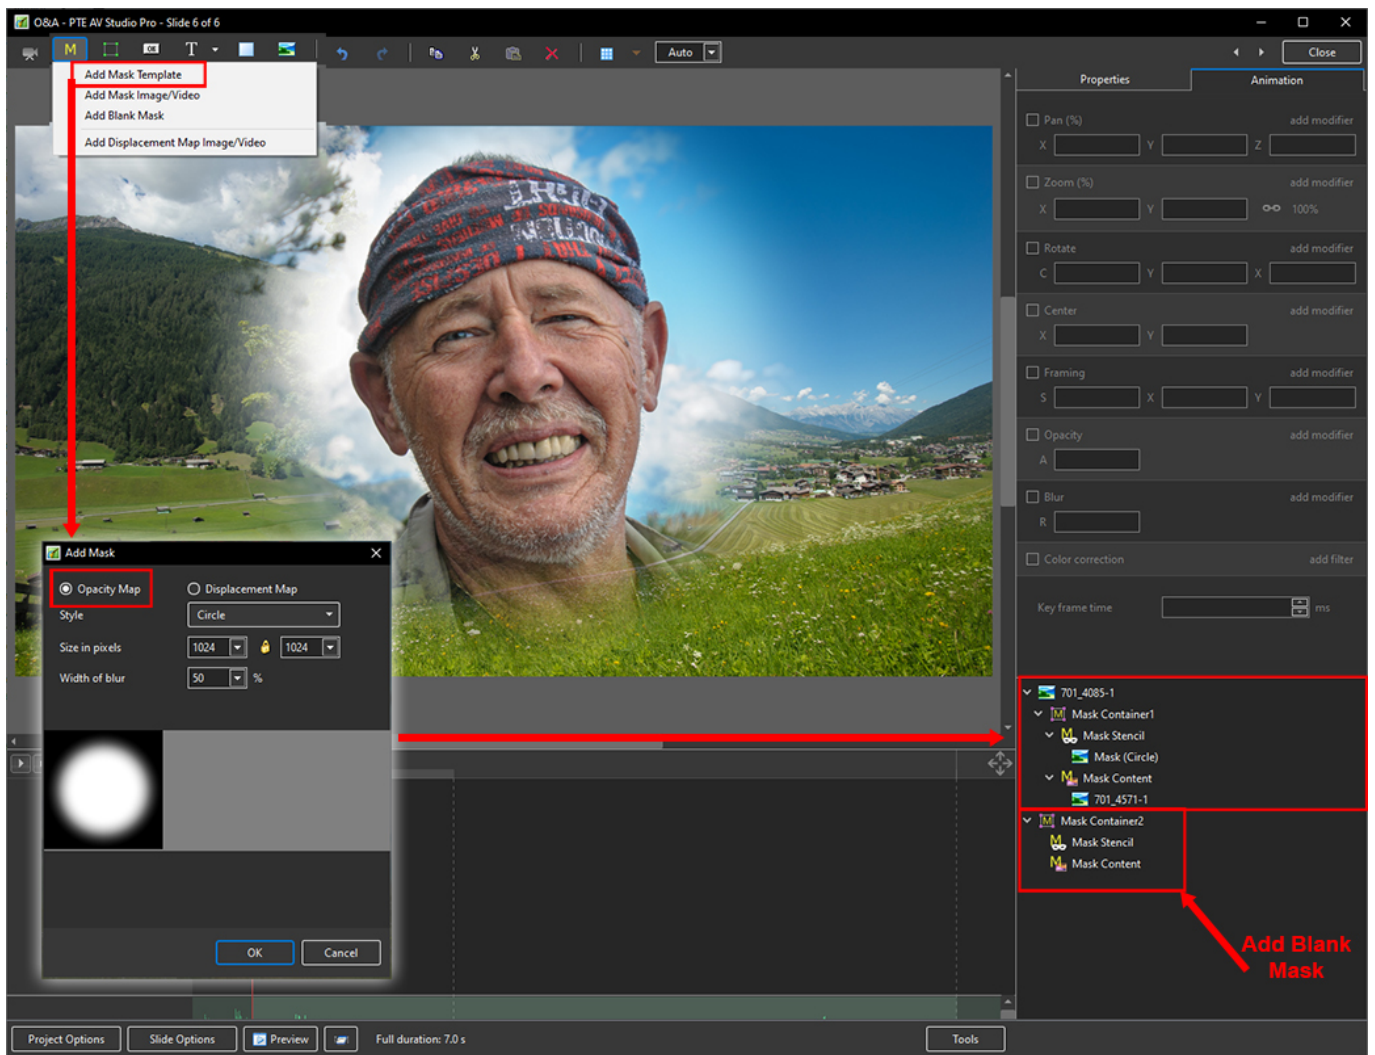 O&A - PTE AV Studio Pro - Slide 6 of 6
M
OK
T
Auto
Close
Add Mask Template
Add Mask Image/Video
Add Blank Mask
Add Displacement Map Image/Video
Properties
Animation
Pan (%)
add modifier
X
Y
Z
Zoom (%)
add modifier
X
Y
100%
Rotate
add modifier
C
Y
X
Center
add modifier
X
Y
Framing
add modifier
S
X
Y
Opacity
add modifier
A
Blur
add modifier
R
Color correction
add filter
Key frame time
ms
Add Mask
Opacity Map
Displacement Map
Style
Circle
Size in pixels
1024
1024
Width of blur
50
%
OK
Cancel
701_4085-1
Mask Container1
Mask Stencil
Mask (Circle)
Mask Content
701_4571-1
Mask Container2
Mask Stencil
Mask Content
Add Blank
Mask
Project Options
Slide Options
Preview
Full duration: 7.0 s
Tools